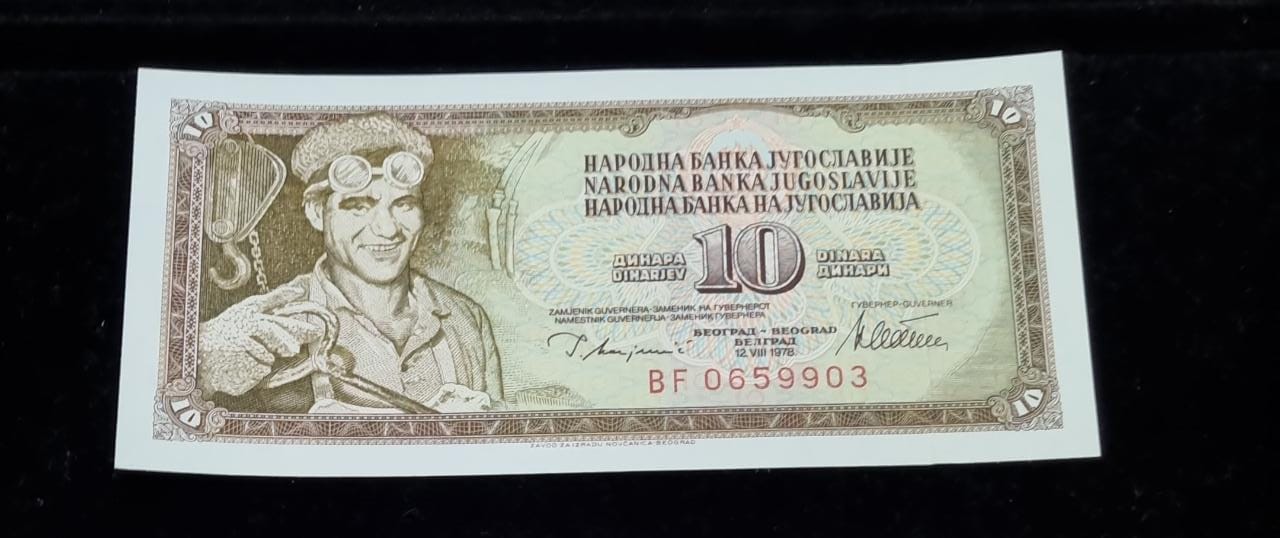 10 10
НАРОДНА БАНКА ЈУГОСЛАВИЈЕ
NARODNA BANKA JUGOSLAVIJE
НАРОДНА БАНКА НА ЈУГОСЛАВИЈА
ДИНАРА 10 DINARA
DINARJEV ДИНАРИ
ZAMJENIK GUVERNERA·ЗАМЕНИК НА ГУВЕРНЕРОТ ГУВЕРНЕР·GUVERNER
NAMESTNIK GUVERNERJA·ЗАМЕНИК ГУВЕРНЕРА
БЕОГРАД ~ BEOGRAD
БЕЛГРАД
12. VIII 1978.
BF 0659903
10 10
ZAVOD ZA IZRADU NOVČANICA·BEOGRAD